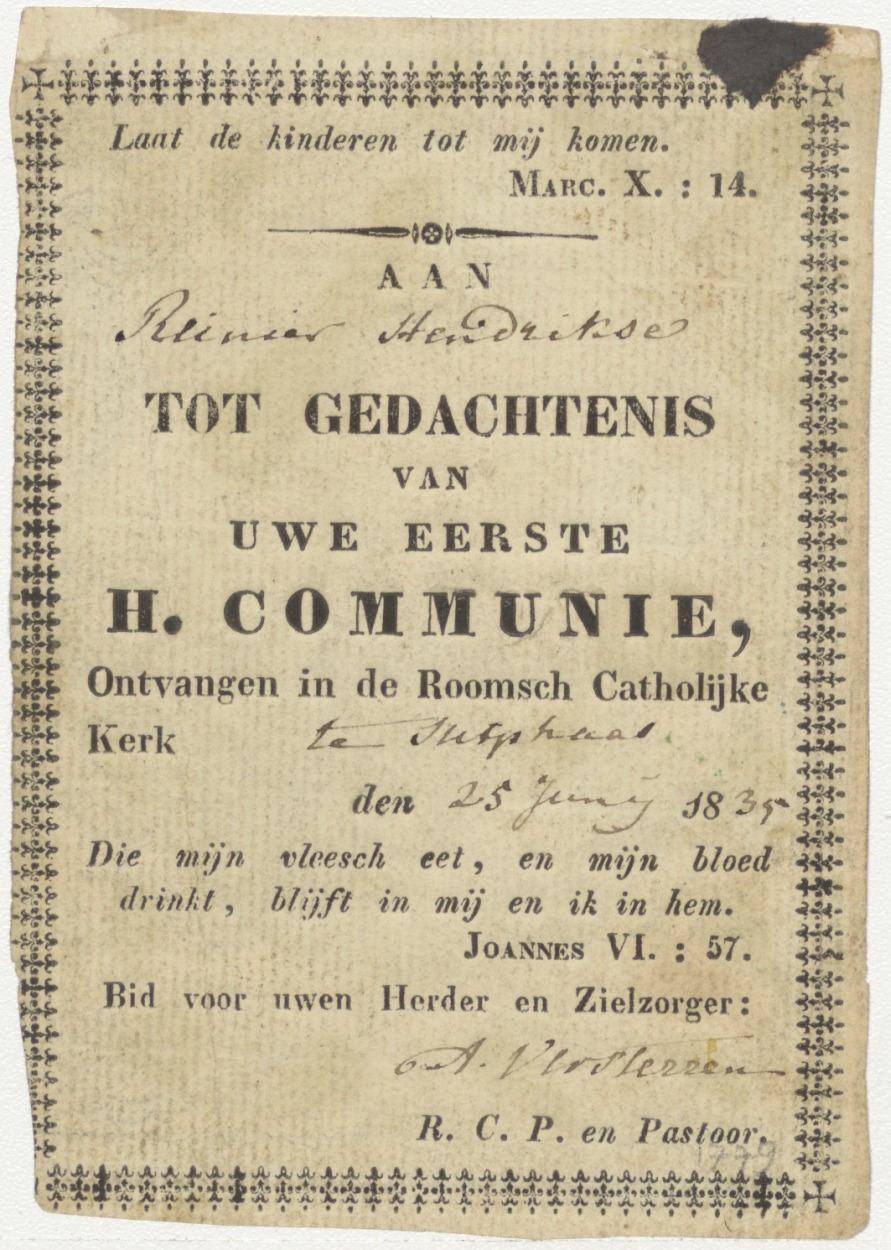 Laat de kinderen tot mij komen.
MARC. X. : 14.
AAN
Reinier Hendrikse
TOT GEDACHTENIS
VAN
UWE EERSTE
H. COMMUNIE,
Ontvangen in de Roomsch Catholijke
Kerk te
den 25 Junij 1835
Die mijn vleesch eet, en mijn bloed
drinkt, blijft in mij en ik in hem.
JOANNES VI. : 57.
Bid voor uwen Herder en Zielzorger:
A.
R. C. P. en Pastoor.